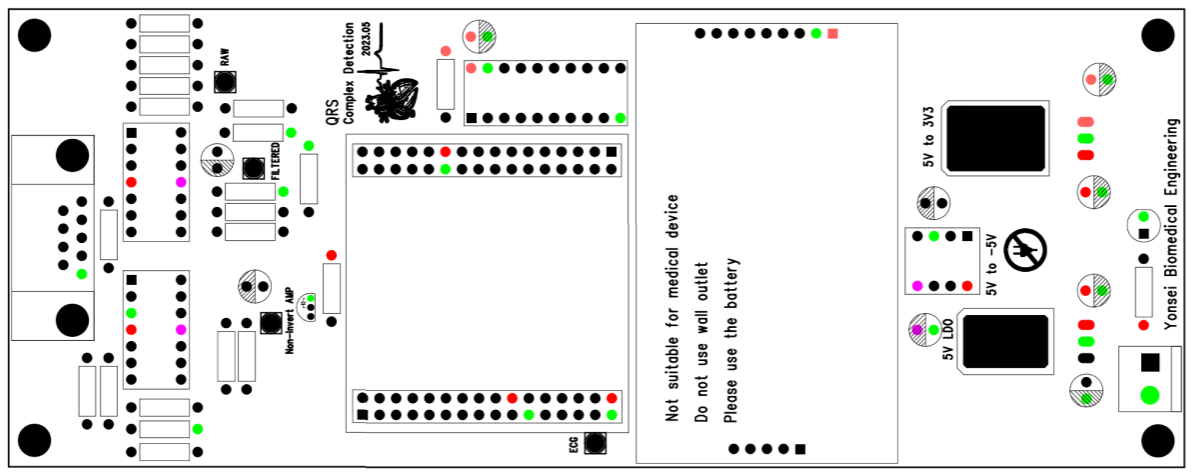 RAW
QRS
Complex Detection
2023.05
FILTERED
Non-Invert AMP
ECG
Not suitable for medical device
Do not use wall outlet
Please use the battery
5V to 3V3
5V to -5V
5V LDO
Yonsei Biomedical Engineering